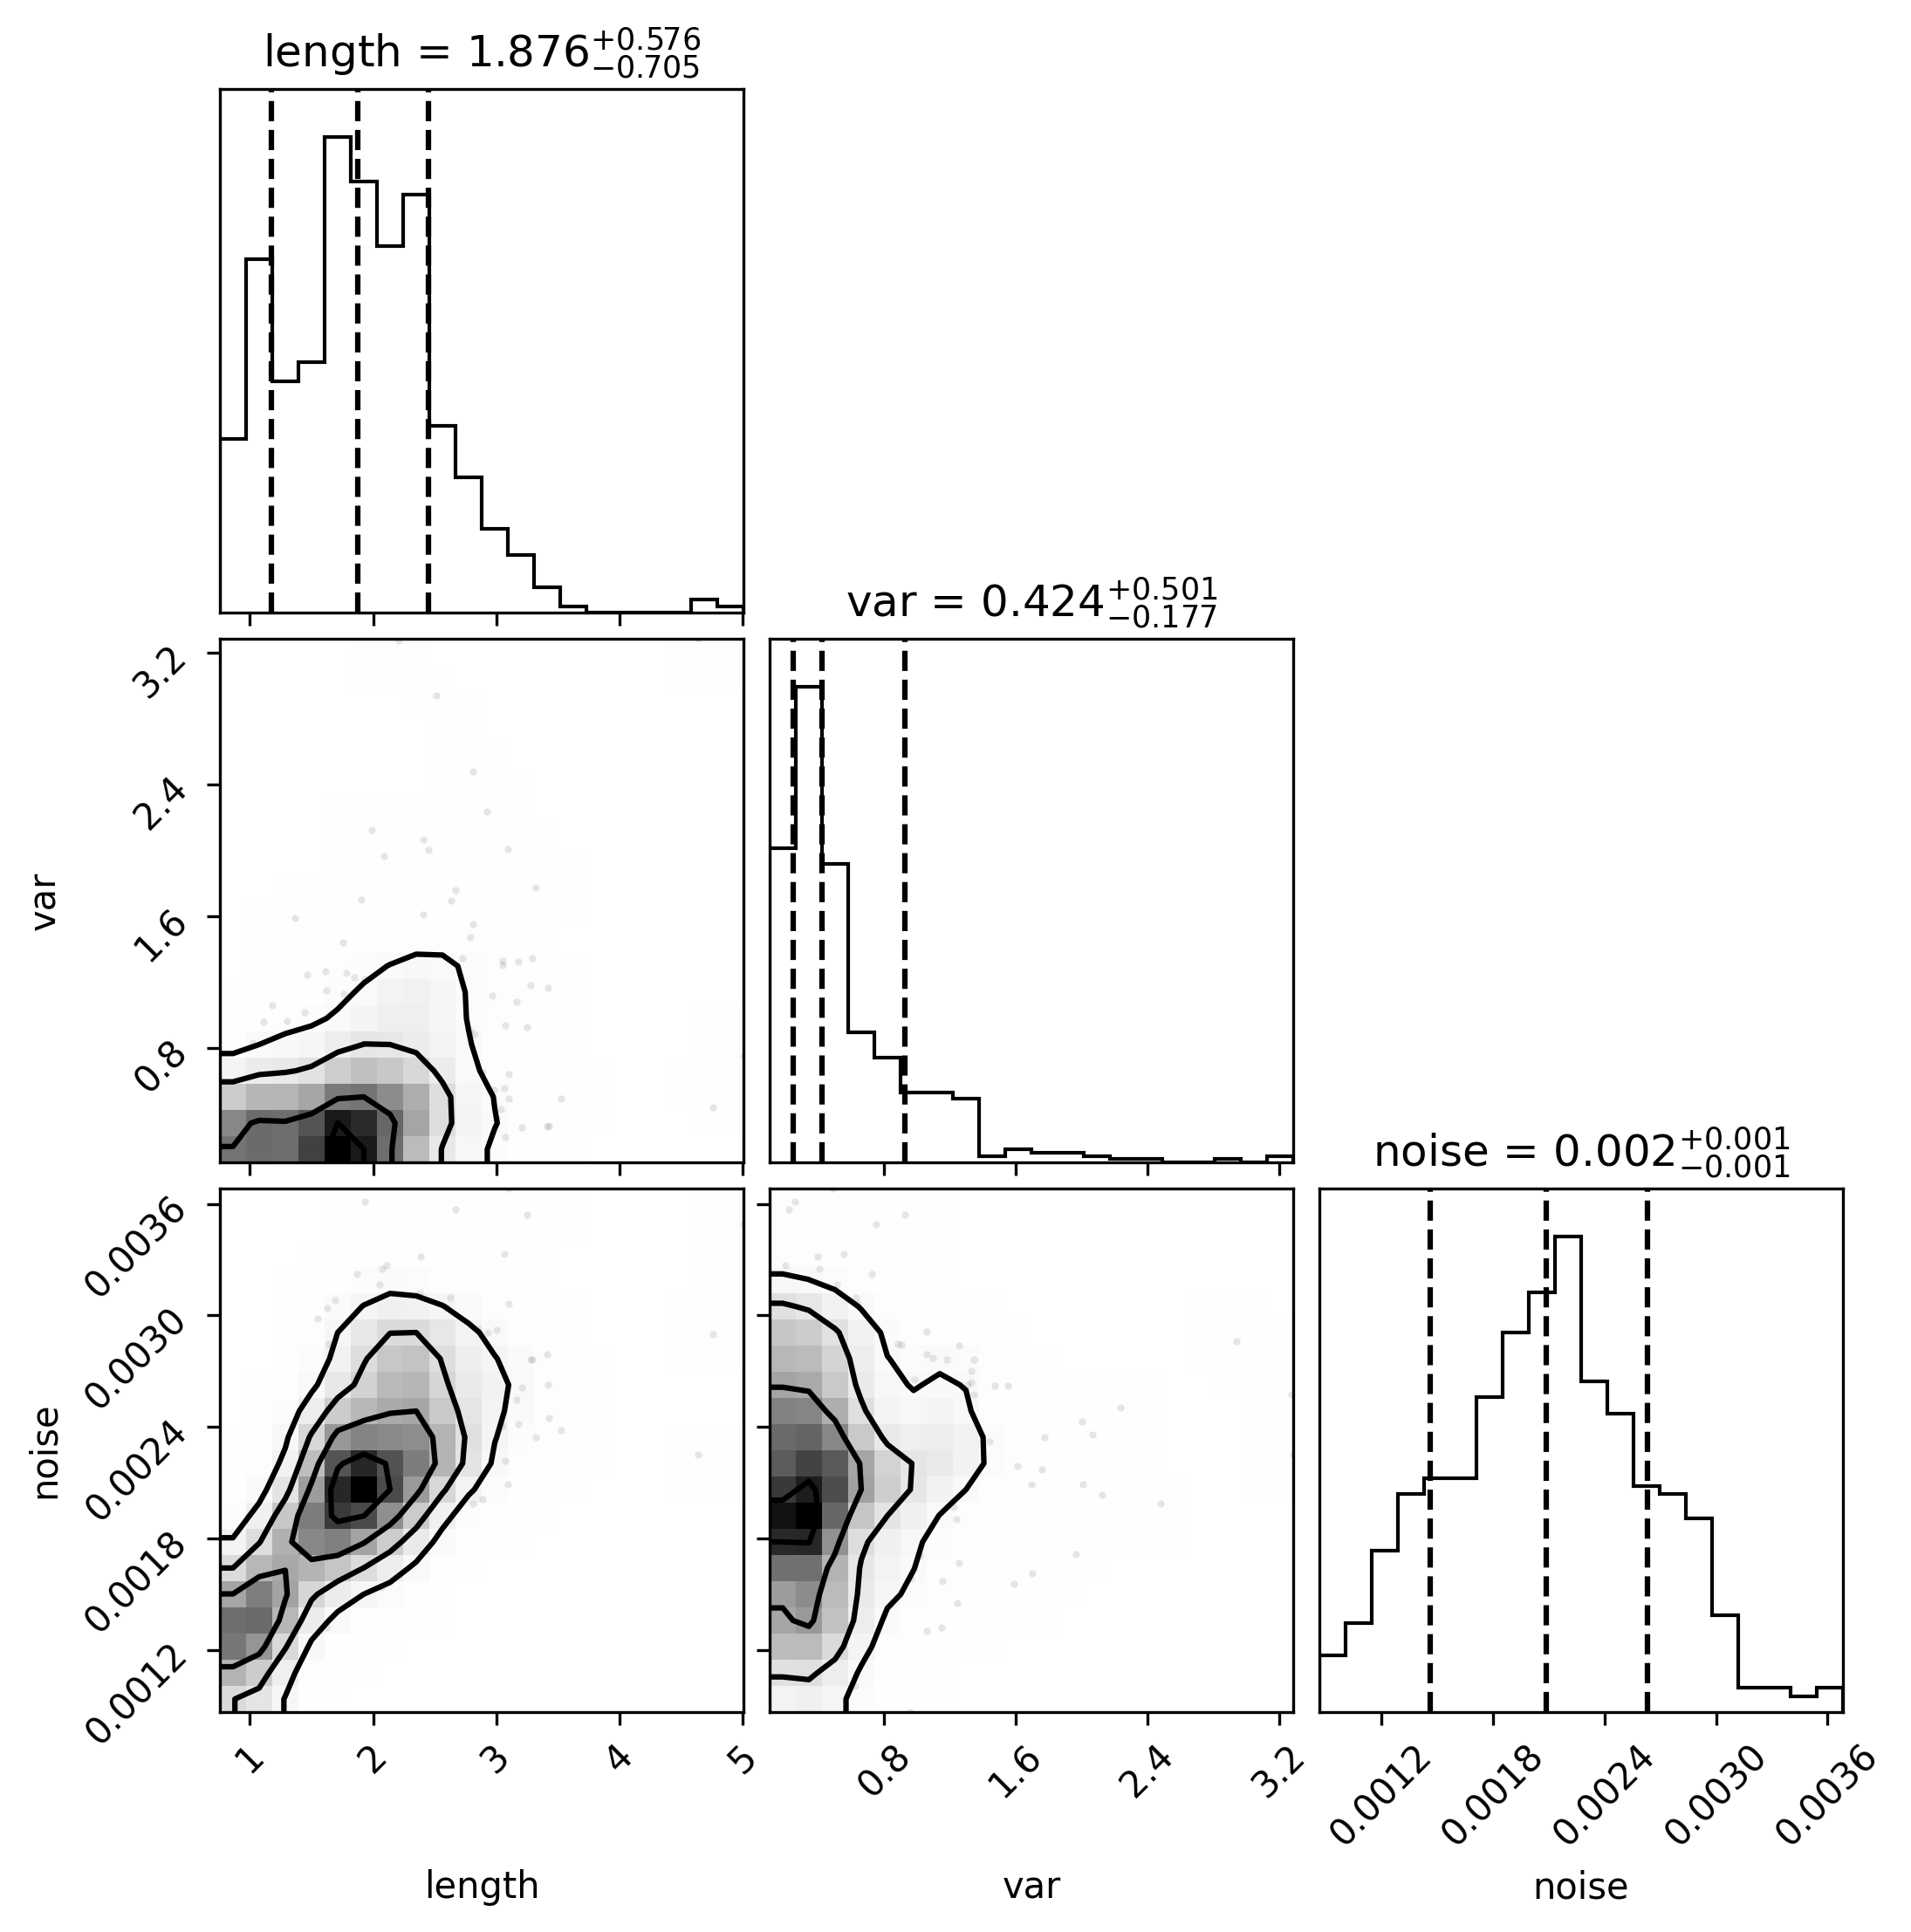 length = 1.876 +0.576 −0.705
var = 0.424 +0.501 −0.177
3.2
2.4
1.6
0.8
var
noise = 0.002 +0.001 −0.001
0.0036
0.0030
0.0024
0.0018
0.0012
noise
1 2 3 4 5
0.8 1.6 2.4 3.2
0.0012 0.0018 0.0024 0.0030 0.0036
length var noise